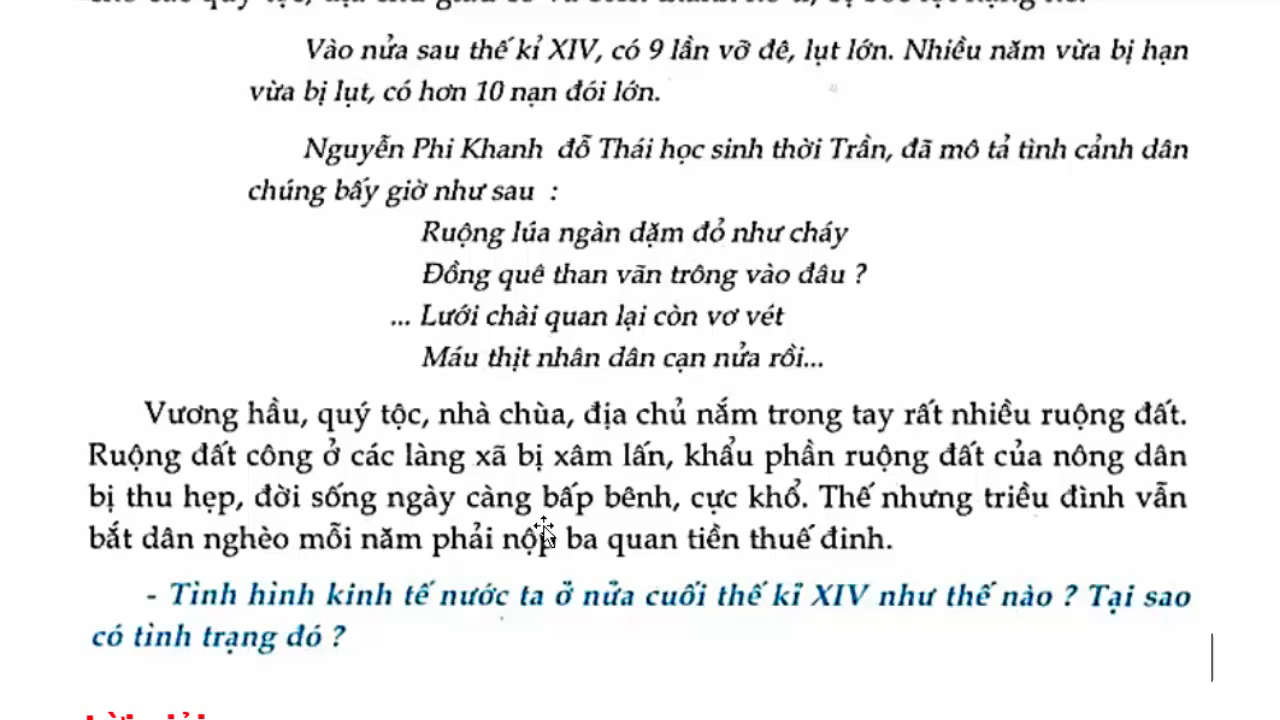 Vào nửa sau thế kỉ XIV, có 9 lần vỡ đê, lụt lớn. Nhiều năm vừa bị hạn
vừa bị lụt, có hơn 10 nạn đói lớn.
Nguyễn Phi Khanh đỗ Thái học sinh thời Trần, đã mô tả tình cảnh dân
chúng bấy giờ như sau :
Ruộng lúa ngàn dặm đỏ như cháy
Đồng quê than vãn trông vào đâu ?
... Lưới chài quan lại còn vơ vét
Máu thịt nhân dân cạn nửa rồi...
Vương hầu, quý tộc, nhà chùa, địa chủ nắm trong tay rất nhiều ruộng đất.
Ruộng đất công ở các làng xã bị xâm lấn, khẩu phần ruộng đất của nông dân
bị thu hẹp, đời sống ngày càng bấp bênh, cực khổ. Thế nhưng triều đình vẫn
bắt dân nghèo mỗi năm phải nộp ba quan tiền thuế đinh.
- Tình hình kinh tế nước ta ở nửa cuối thế kỉ XIV như thế nào ? Tại sao
có tình trạng đó ?